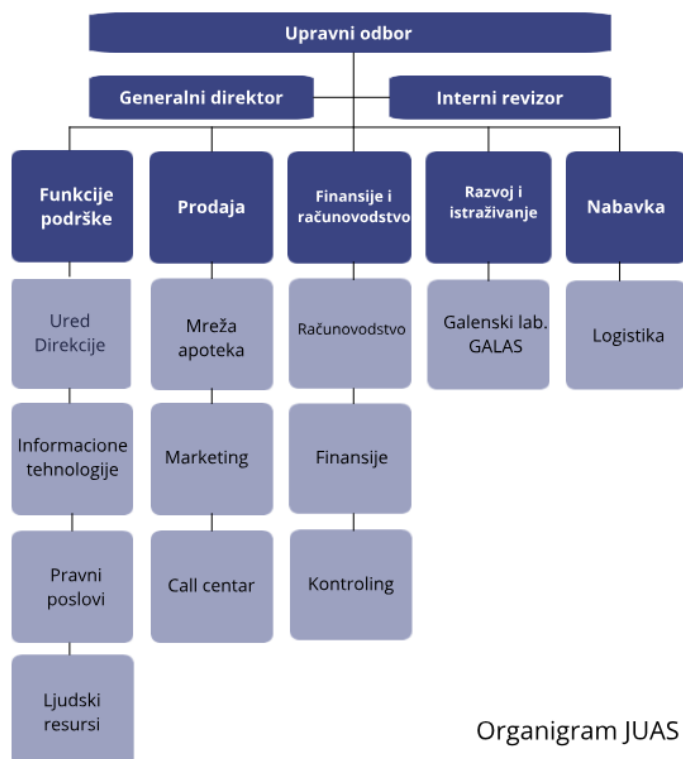 Upravni odbor
Generalni direktor
Interni revizor
Funkcije
podrške
Prodaja
Finansije i
računovodstvo
Razvoj i
istraživanje
Nabavka
Ured
Direkcije
Mreža
apoteka
Računovodstvo
Galenski lab.
GALAS
Logistika
Informacione
tehnologije
Marketing
Finansije
Pravni
poslovi
Call centar
Kontroling
Ljudski
resursi
Organigram JUAS